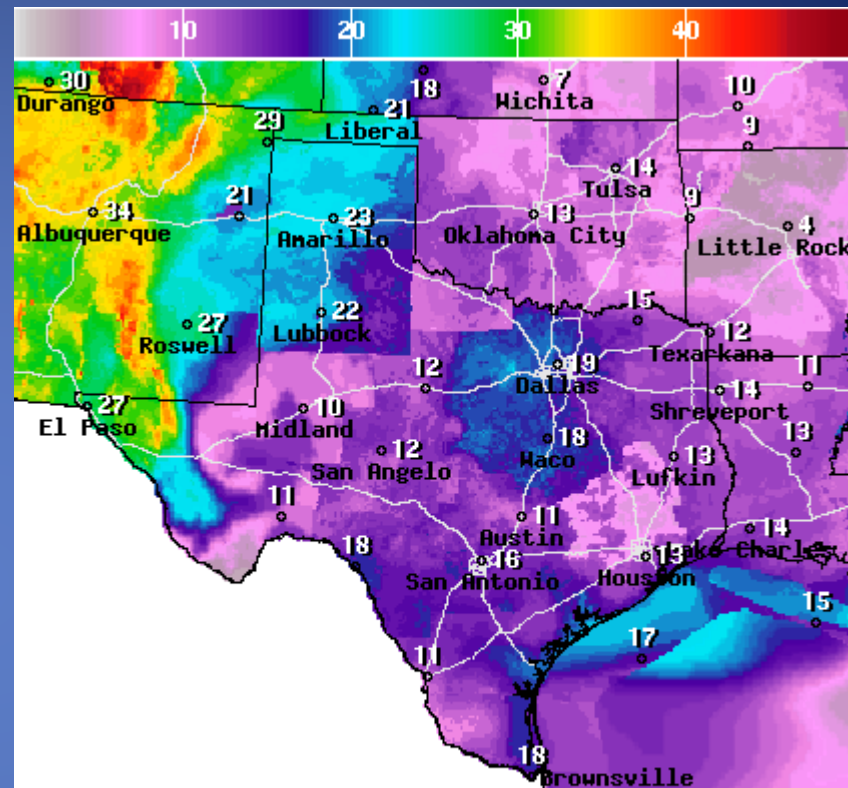 10 20 30 40
30 18 7 10
Durango Wichita
21
Liberal
29 9
14
Tulsa
34 21 23 13 9 4
Albuquerque Amarillo Oklahoma City Little Rock
27 22 15 12
Roswell Lubbock Texarkana
19
Dallas
12 14 11
Shreveport
27 10
El Paso Midland
12 18 13 13
San Angelo Waco Lufkin
11 11 14
Austin
18 16 13 Lake Charles
San Antonio Houston
15
17
11
18
Brownsville